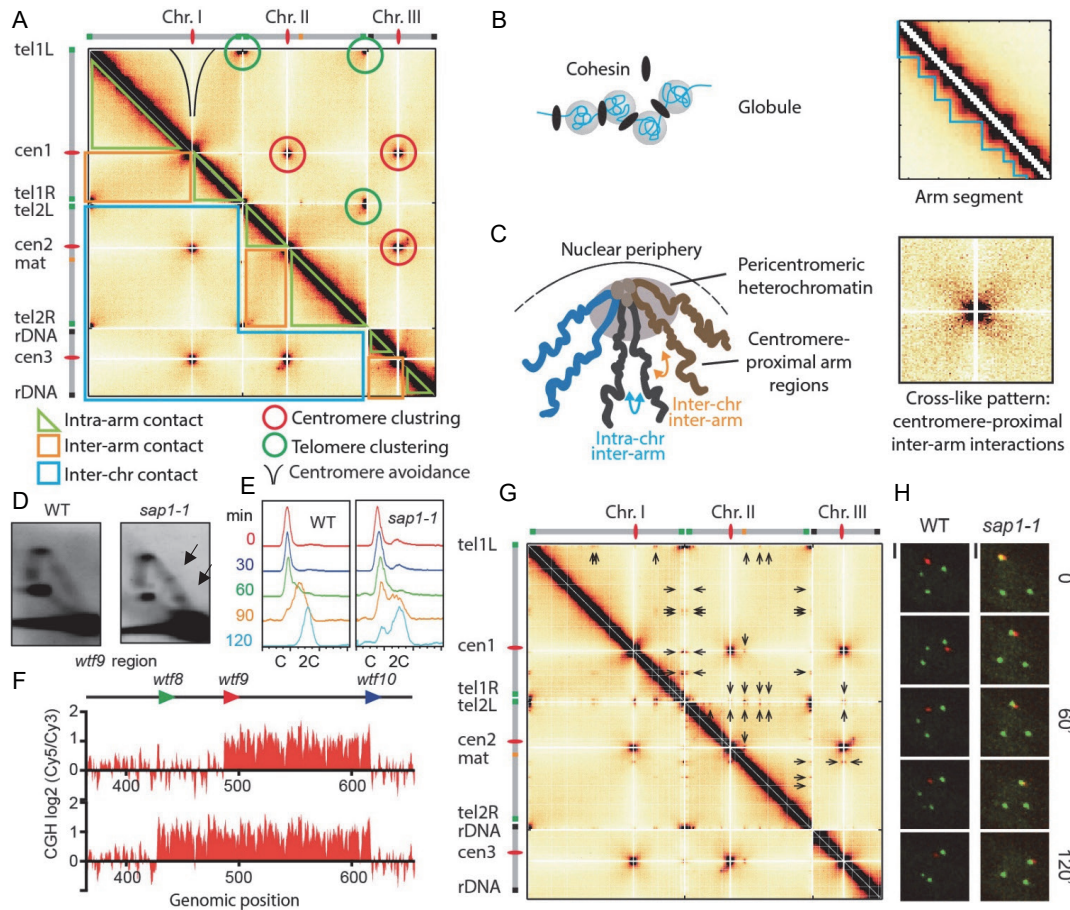 A
Chr. I
Chr. II
Chr. III
tel1L
cen1
tel1R
tel2L
cen2
mat
tel2R
rDNA
cen3
rDNA
Intra-arm contact
Inter-arm contact
Inter-chr contact
Centromere clustring
Telomere clustering
Centromere avoidance
B
Cohesin
Globule
Arm segment
C
Nuclear periphery
Pericentromeric
heterochromatin
Centromere-
proximal arm
regions
Inter-chr
inter-arm
Intra-chr
inter-arm
Cross-like pattern:
centromere-proximal
inter-arm interactions
D
WT
sap1-1
wtf9 region
E
min
0
30
60
90
120
WT
sap1-1
C 2C
C 2C
F
wtf8
wtf9
wtf10
CGH log2 (Cy5/Cy3)
2
1
0
400
500
600
2
1
0
400
500
600
Genomic position
G
Chr. I
Chr. II
Chr. III
tel1L
cen1
tel1R
tel2L
cen2
mat
tel2R
rDNA
cen3
rDNA
H
WT
sap1-1
0
60'
120'